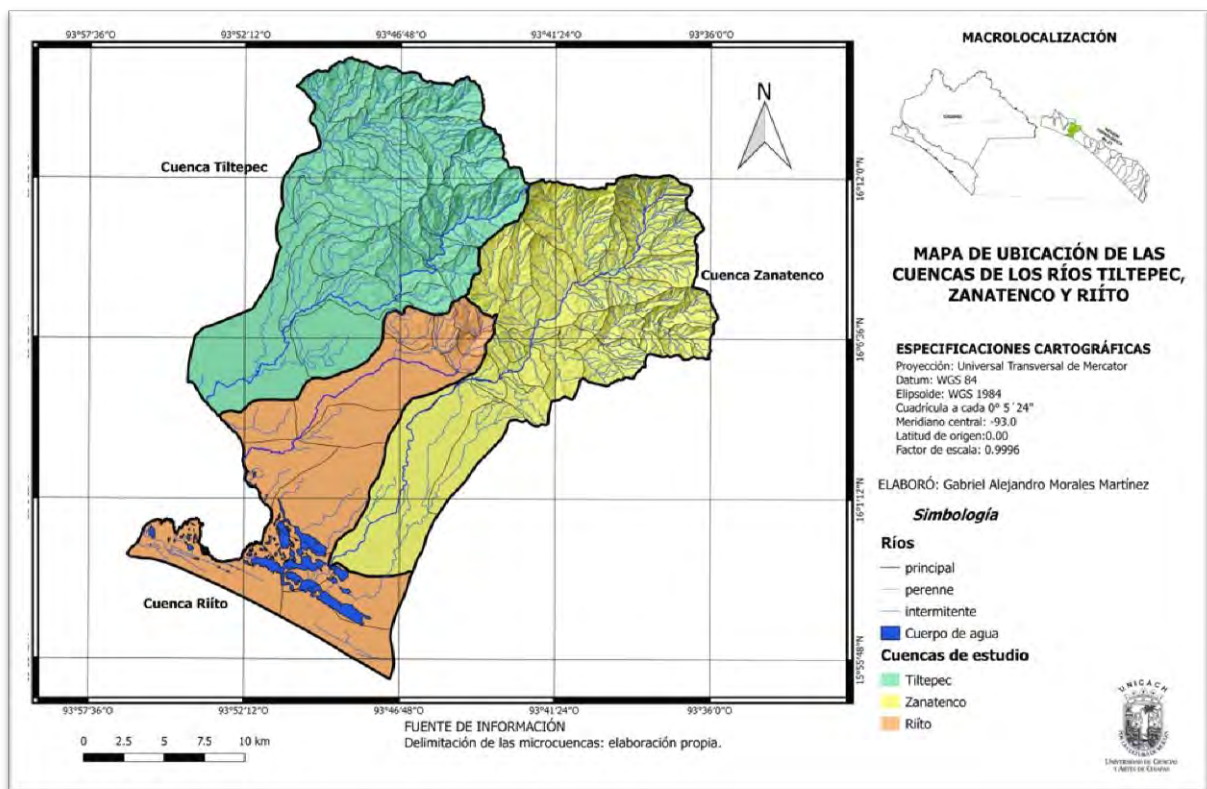 93°57'36"O
93°52'12"O
93°46'48"O
93°41'24"O
93°36'0"O
MACROLOCALIZACIÓN
N
Cuenca Tiltepec
16°12'0"N
Cuenca Zanatenco
MAPA DE UBICACIÓN DE LAS
CUENCAS DE LOS RÍOS TILTEPEC,
ZANATENCO Y RIÍTO
16°6'36"N
ESPECIFICACIONES CARTOGRÁFICAS
Proyección: Universal Transversal de Mercator
Datum: WGS 84
Elipsoide: WGS 1984
Cuadrícula a cada 0° 5´24"
Meridiano central: -93.0
Latitud de origen:0.00
Factor de escala: 0.9996
16°1'12"N
ELABORÓ: Gabriel Alejandro Morales Martínez
Simbología
Ríos
principal
perenne
intermitente
Cuerpo de agua
Cuenca Riíto
Cuencas de estudio
15°55'48"N
Tiltepec
Zanatenco
Riíto
93°57'36"O
93°52'12"O
93°46'48"O
93°41'24"O
93°36'0"O
FUENTE DE INFORMACIÓN
Delimitación de las microcuencas: elaboración propia.
0 2.5 5 7.5 10 km
UNICACH
UNIVERSIDAD DE CIENCIAS
Y ARTES DE CHIAPAS